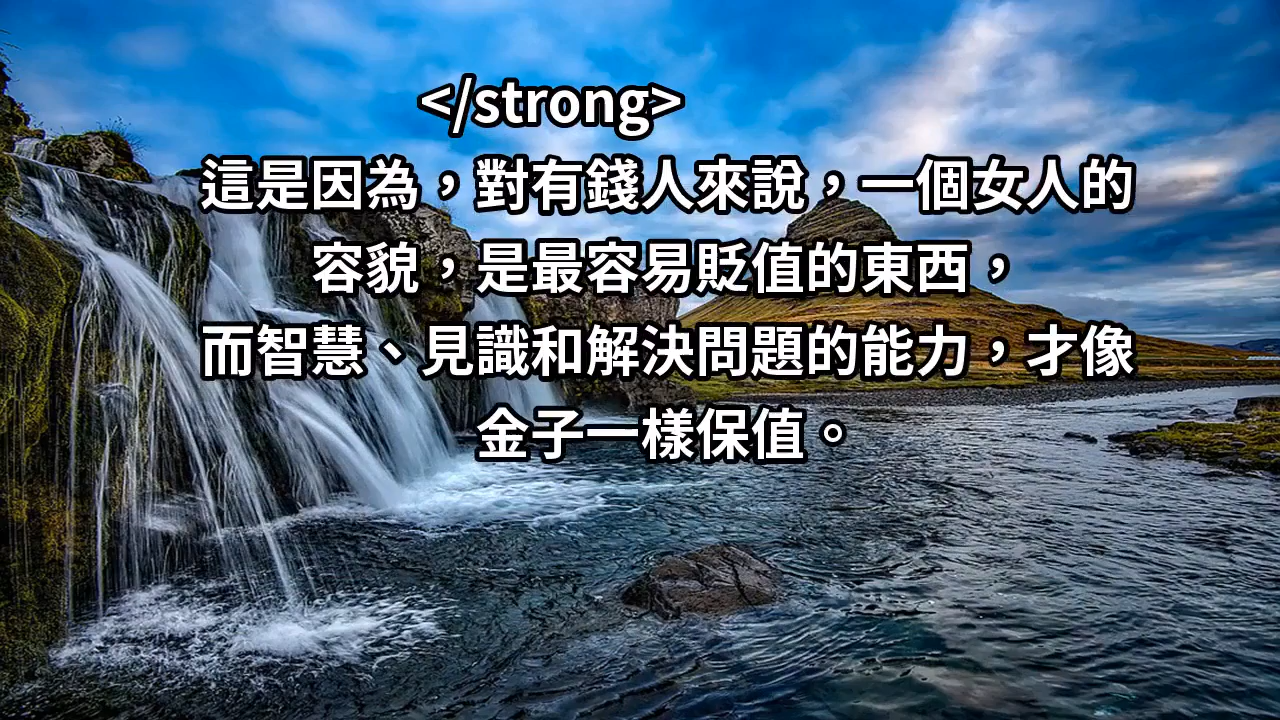 </strong>
這是因為，對有錢人來說，一個女人的
容貌，是最容易貶值的東西，
而智慧、見識和解決問題的能力，才像
金子一樣保值。